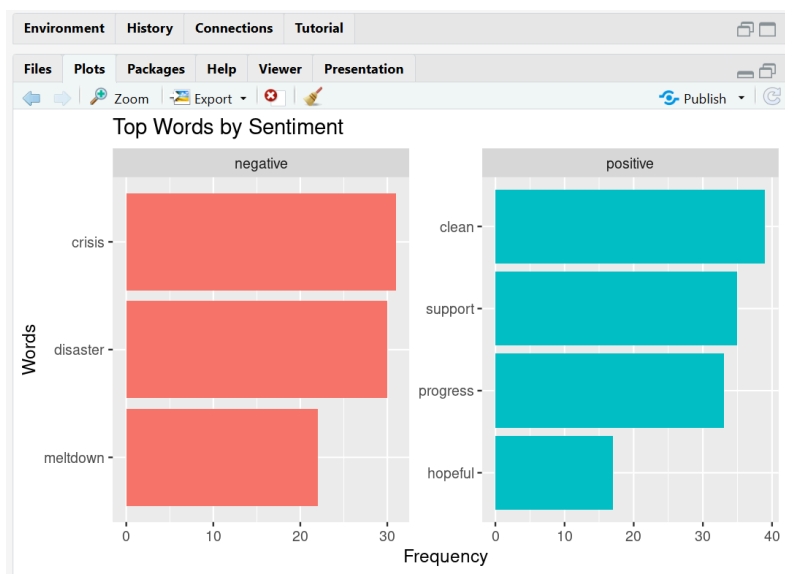 Environment History Connections Tutorial
Files Plots Packages Help Viewer Presentation
Zoom Export Publish
Top Words by Sentiment
negative
positive
Words
crisis
disaster
meltdown
0 10 20 30
clean
support
progress
hopeful
0 10 20 30 40
Frequency